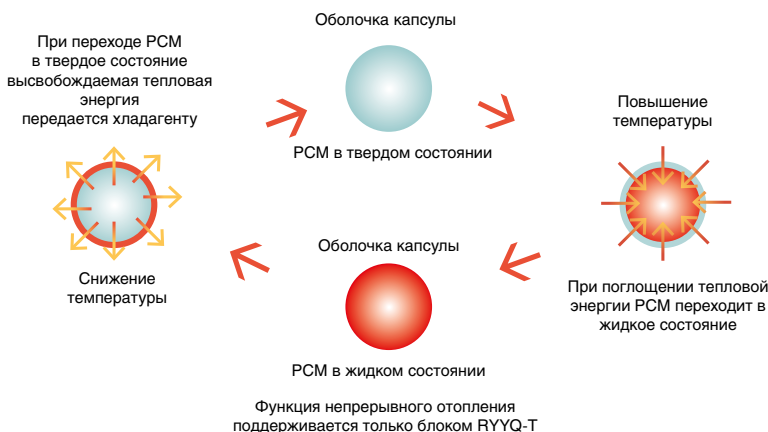 Оболочка капсулы
При переходе PCM
в твердое состояние
высвобождаемая тепловая
энергия
передается хладагенту
PCM в твердом состоянии
Повышение
температуры
Снижение
температуры
Оболочка капсулы
При поглощении тепловой
энергии PCM переходит в
жидкое состояние
PCM в жидком состоянии
Функция непрерывного отопления
поддерживается только блоком RYYQ-T